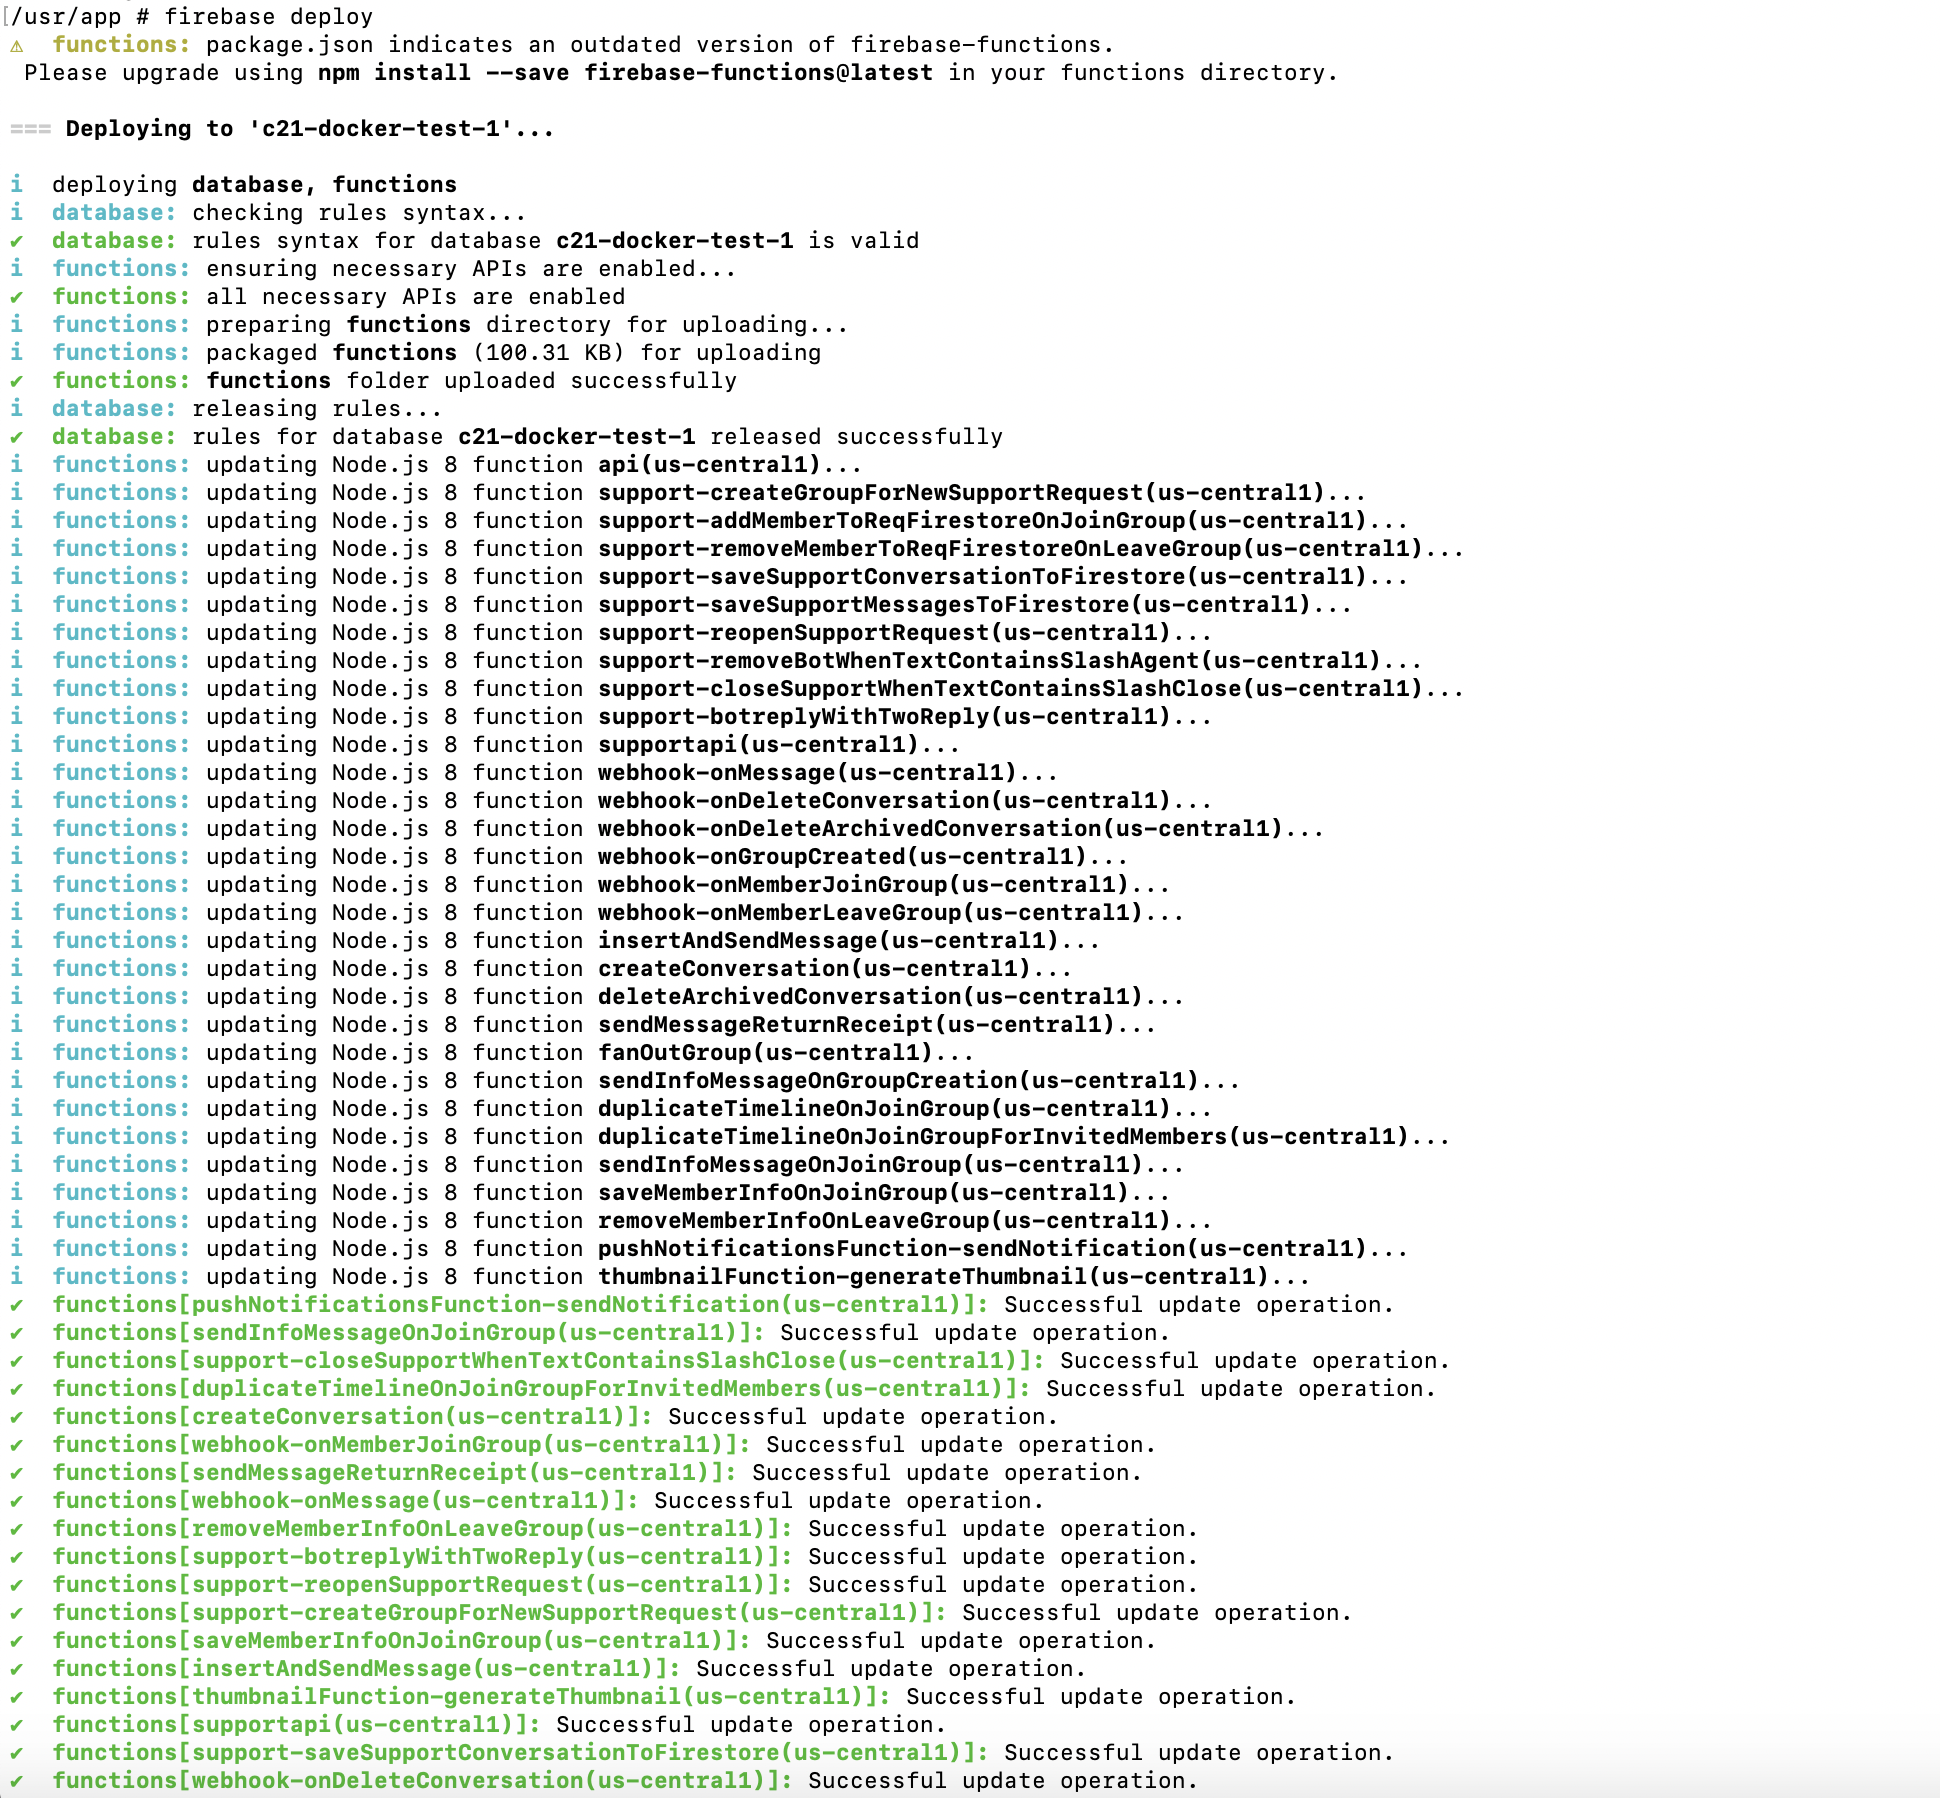 [/usr/app # firebase deploy
⚠  functions: package.json indicates an outdated version of firebase-functions.
 Please upgrade using npm install --save firebase-functions@latest in your functions directory.
=== Deploying to 'c21-docker-test-1'...
i  deploying database, functions
i  database: checking rules syntax...
✔  database: rules syntax for database c21-docker-test-1 is valid
i  functions: ensuring necessary APIs are enabled...
✔  functions: all necessary APIs are enabled
i  functions: preparing functions directory for uploading...
i  functions: packaged functions (100.31 KB) for uploading
✔  functions: functions folder uploaded successfully
i  database: releasing rules...
✔  database: rules for database c21-docker-test-1 released successfully
i  functions: updating Node.js 8 function api(us-central1)...
i  functions: updating Node.js 8 function support-createGroupForNewSupportRequest(us-central1)...
i  functions: updating Node.js 8 function support-addMemberToReqFirestoreOnJoinGroup(us-central1)...
i  functions: updating Node.js 8 function support-removeMemberToReqFirestoreOnLeaveGroup(us-central1)...
i  functions: updating Node.js 8 function support-saveSupportConversationToFirestore(us-central1)...
i  functions: updating Node.js 8 function support-saveSupportMessagesToFirestore(us-central1)...
i  functions: updating Node.js 8 function support-reopenSupportRequest(us-central1)...
i  functions: updating Node.js 8 function support-removeBotWhenTextContainsSlashAgent(us-central1)...
i  functions: updating Node.js 8 function support-closeSupportWhenTextContainsSlashClose(us-central1)...
i  functions: updating Node.js 8 function support-botreplyWithTwoReply(us-central1)...
i  functions: updating Node.js 8 function supportapi(us-central1)...
i  functions: updating Node.js 8 function webhook-onMessage(us-central1)...
i  functions: updating Node.js 8 function webhook-onDeleteConversation(us-central1)...
i  functions: updating Node.js 8 function webhook-onDeleteArchivedConversation(us-central1)...
i  functions: updating Node.js 8 function webhook-onGroupCreated(us-central1)...
i  functions: updating Node.js 8 function webhook-onMemberJoinGroup(us-central1)...
i  functions: updating Node.js 8 function webhook-onMemberLeaveGroup(us-central1)...
i  functions: updating Node.js 8 function insertAndSendMessage(us-central1)...
i  functions: updating Node.js 8 function createConversation(us-central1)...
i  functions: updating Node.js 8 function deleteArchivedConversation(us-central1)...
i  functions: updating Node.js 8 function sendMessageReturnReceipt(us-central1)...
i  functions: updating Node.js 8 function fanOutGroup(us-central1)...
i  functions: updating Node.js 8 function sendInfoMessageOnGroupCreation(us-central1)...
i  functions: updating Node.js 8 function duplicateTimelineOnJoinGroup(us-central1)...
i  functions: updating Node.js 8 function duplicateTimelineOnJoinGroupForInvitedMembers(us-central1)...
i  functions: updating Node.js 8 function sendInfoMessageOnJoinGroup(us-central1)...
i  functions: updating Node.js 8 function saveMemberInfoOnJoinGroup(us-central1)...
i  functions: updating Node.js 8 function removeMemberInfoOnLeaveGroup(us-central1)...
i  functions: updating Node.js 8 function pushNotificationsFunction-sendNotification(us-central1)...
i  functions: updating Node.js 8 function thumbnailFunction-generateThumbnail(us-central1)...
✔  functions[pushNotificationsFunction-sendNotification(us-central1)]: Successful update operation.
✔  functions[sendInfoMessageOnJoinGroup(us-central1)]: Successful update operation.
✔  functions[support-closeSupportWhenTextContainsSlashClose(us-central1)]: Successful update operation.
✔  functions[duplicateTimelineOnJoinGroupForInvitedMembers(us-central1)]: Successful update operation.
✔  functions[createConversation(us-central1)]: Successful update operation.
✔  functions[webhook-onMemberJoinGroup(us-central1)]: Successful update operation.
✔  functions[sendMessageReturnReceipt(us-central1)]: Successful update operation.
✔  functions[webhook-onMessage(us-central1)]: Successful update operation.
✔  functions[removeMemberInfoOnLeaveGroup(us-central1)]: Successful update operation.
✔  functions[support-botreplyWithTwoReply(us-central1)]: Successful update operation.
✔  functions[support-reopenSupportRequest(us-central1)]: Successful update operation.
✔  functions[support-createGroupForNewSupportRequest(us-central1)]: Successful update operation.
✔  functions[saveMemberInfoOnJoinGroup(us-central1)]: Successful update operation.
✔  functions[insertAndSendMessage(us-central1)]: Successful update operation.
✔  functions[thumbnailFunction-generateThumbnail(us-central1)]: Successful update operation.
✔  functions[supportapi(us-central1)]: Successful update operation.
✔  functions[support-saveSupportConversationToFirestore(us-central1)]: Successful update operation.
✔  functions[webhook-onDeleteConversation(us-central1)]: Successful update operation.